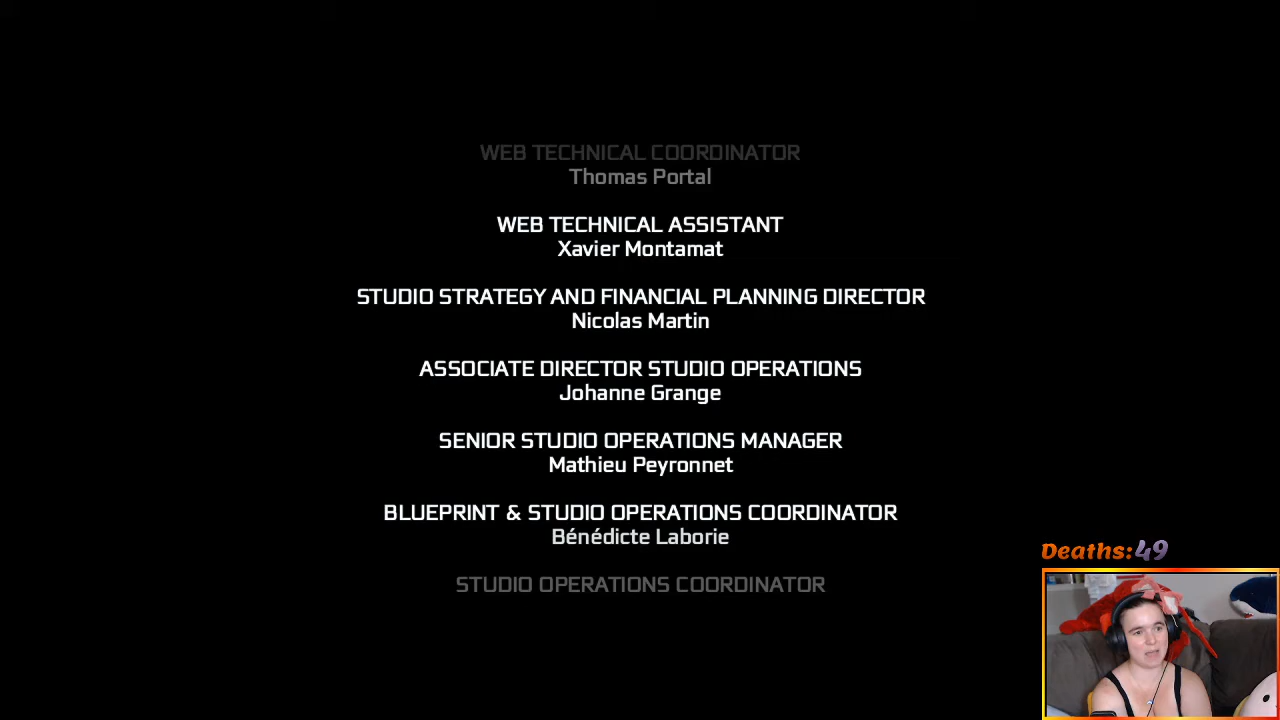 WEB TECHNICAL COORDINATOR
Thomas Portal
WEB TECHNICAL ASSISTANT
Xavier Montamat
STUDIO STRATEGY AND FINANCIAL PLANNING DIRECTOR
Nicolas Martin
ASSOCIATE DIRECTOR STUDIO OPERATIONS
Johanne Grange
SENIOR STUDIO OPERATIONS MANAGER
Mathieu Peyronnet
BLUEPRINT & STUDIO OPERATIONS COORDINATOR
Bénédicte Laborie
STUDIO OPERATIONS COORDINATOR
Deaths:49